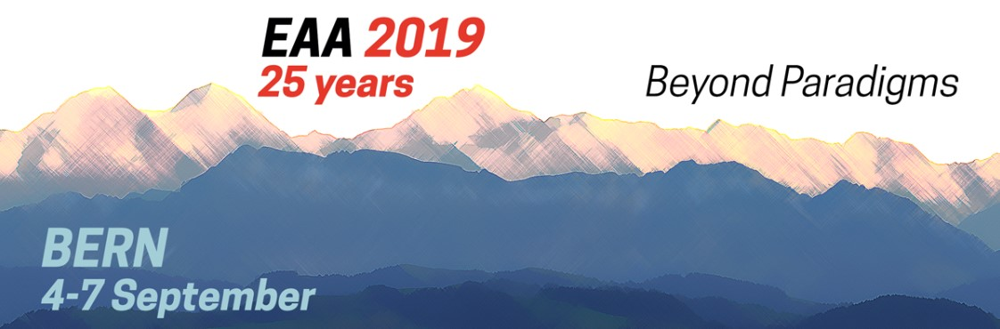 EAA 2019
25 years
Beyond Paradigms
BERN
4-7 September